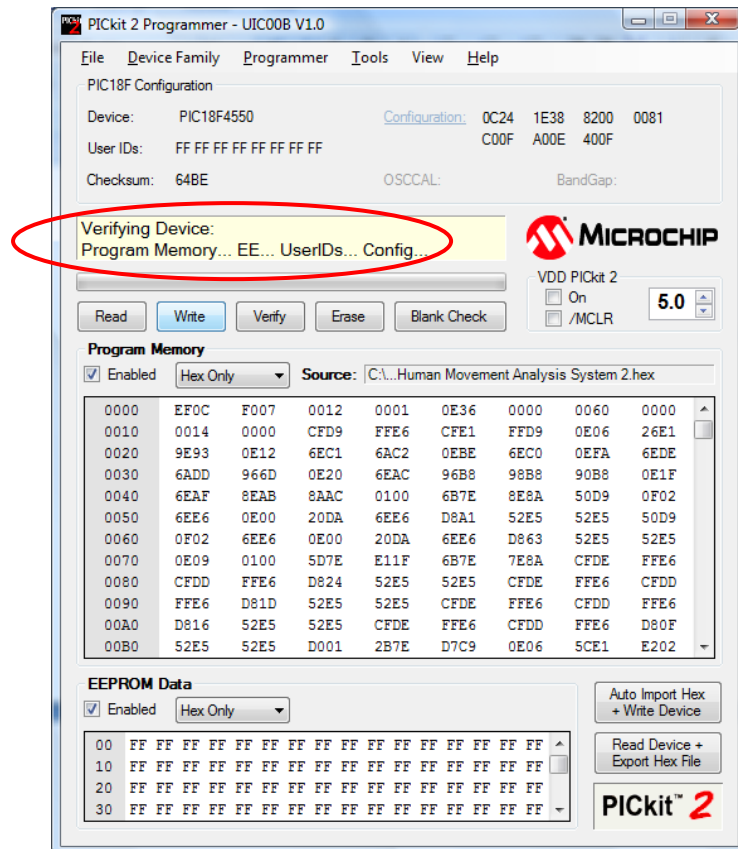 PICkit 2 Programmer - UIC00B V1.0
File Device Family Programmer Tools View Help
PIC18F Configuration
Device: PIC18F4550 Configuration: 0C24 1E38 8200 0081
C00F A00E 400F
User IDs: FF FF FF FF FF FF FF FF
Checksum: 64BE OSCCAL: BandGap:
Verifying Device:
Program Memory... EE... UserIDs... Config...
MICROCHIP
VDD PICkit 2
On
/MCLR
5.0
Read Write Verify Erase Blank Check
Program Memory
Enabled Hex Only Source: C:\...Human Movement Analysis System 2.hex
0000 EF0C F007 0012 0001 0E36 0000 0060 0000
0010 0014 0000 CFD9 FFE6 CFE1 FFD9 0E06 26E1
0020 9E93 0E12 6EC1 6AC2 0EBE 6EC0 0EFA 6EDE
0030 6ADD 966D 0E20 6EAC 96B8 98B8 90B8 0E1F
0040 6EAF 8EAB 8AAC 0100 6B7E 8E8A 50D9 0F02
0050 6EE6 0E00 20DA 6EE6 D8A1 52E5 52E5 50D9
0060 0F02 6EE6 0E00 20DA 6EE6 D863 52E5 52E5
0070 0E09 0100 5D7E E11F 6B7E 7E8A CFDE FFE6
0080 CFDD FFE6 D824 52E5 52E5 CFDE FFE6 CFDD
0090 FFE6 D81D 52E5 52E5 CFDE FFE6 CFDD FFE6
00A0 D816 52E5 52E5 CFDE FFE6 CFDD FFE6 D80F
00B0 52E5 52E5 D001 2B7E D7C9 0E06 5CE1 E202
EEPROM Data
Enabled Hex Only
Auto Import Hex
+ Write Device
Read Device +
Export Hex File
00 FF FF FF FF FF FF FF FF FF FF FF FF FF FF FF FF
10 FF FF FF FF FF FF FF FF FF FF FF FF FF FF FF FF
20 FF FF FF FF FF FF FF FF FF FF FF FF FF FF FF FF
30 FF FF FF FF FF FF FF FF FF FF FF FF FF FF FF FF
PICkit™ 2